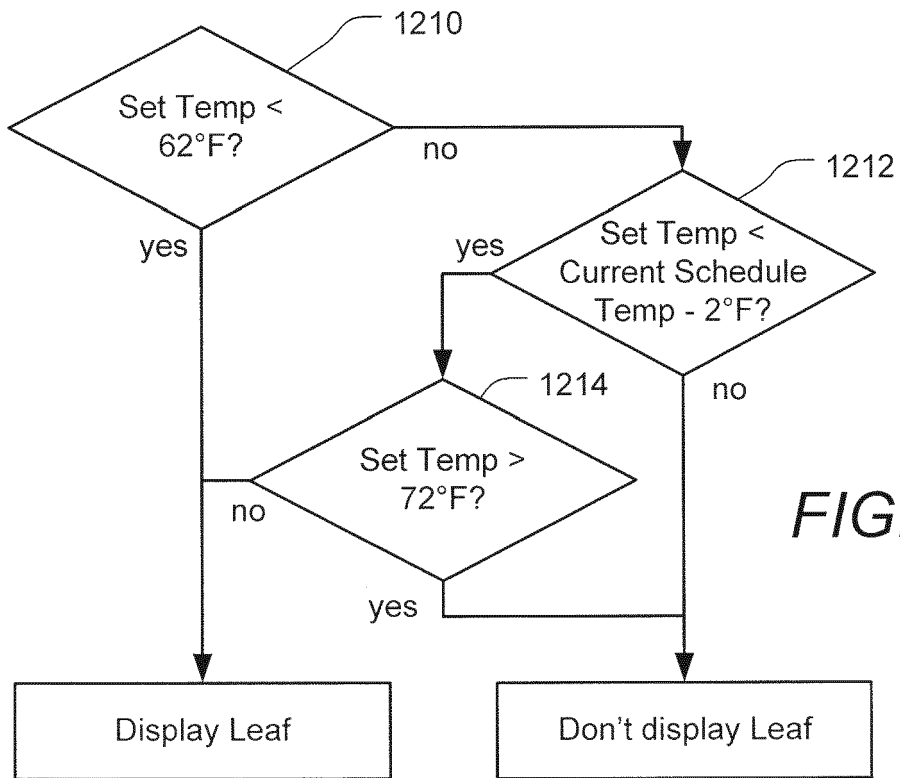 1210
Set Temp <
62°F?
no
yes
1212
Set Temp <
Current Schedule
Temp - 2°F?
yes
no
1214
Set Temp >
72°F?
no
yes
FIG.
Display Leaf
Don't display Leaf